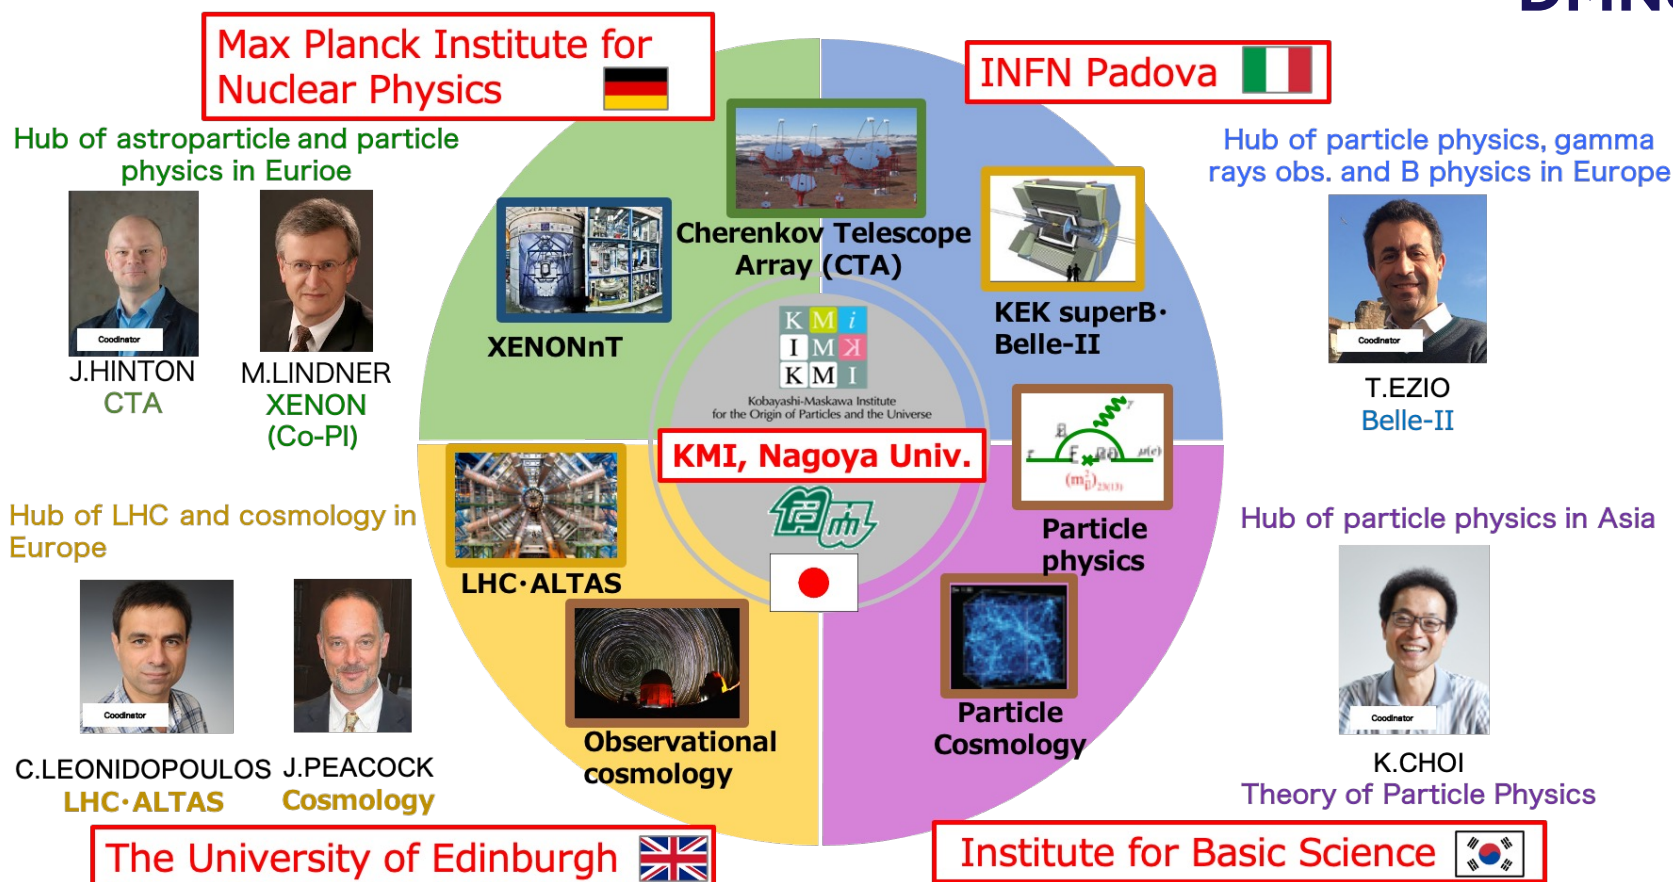 Max Planck Institute for
Nuclear Physics
INFN Padova
Hub of astroparticle and particle
physics in Eurioe
Coodinator
J.HINTON
CTA
M.LINDNER
XENON
(Co-PI)
Hub of particle physics, gamma
rays obs. and B physics in Europe
Coodinator
T.EZIO
Belle-II
Cherenkov Telescope
Array (CTA)
XENONnT
KEK superB・
Belle-II
K M i
I M K
K M I
Kobayashi-Maskawa Institute
for the Origin of Particles and the Universe
KMI, Nagoya Univ.
LHC・ALTAS
Observational
cosmology
Particle
physics
Particle
Cosmology
Hub of LHC and cosmology in
Europe
Coodinator
C.LEONIDOPOULOS
LHC・ALTAS
J.PEACOCK
Cosmology
Hub of particle physics in Asia
Coodinator
K.CHOI
Theory of Particle Physics
The University of Edinburgh
Institute for Basic Science